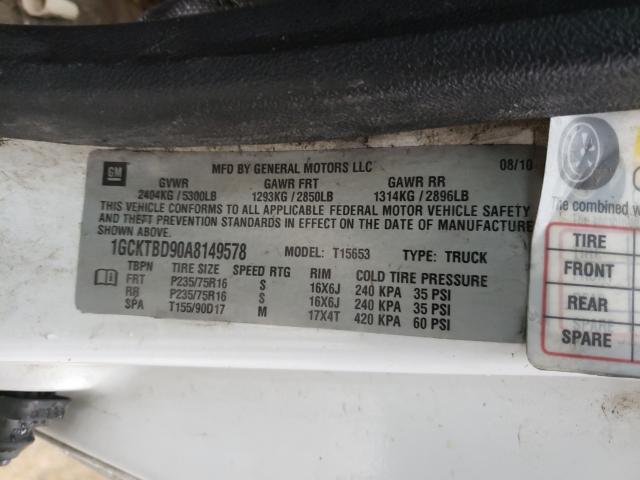 GM
MFD BY GENERAL MOTORS LLC 08/10
GVWR GAWR FRT GAWR RR
2404KG / 5300LB 1293KG / 2850LB 1314KG / 2896LB
THIS VEHICLE CONFORMS TO ALL APPLICABLE FEDERAL MOTOR VEHICLE SAFETY
AND THEFT PREVENTION STANDARDS IN EFFECT ON THE DATE OF MANUFACTURE
SHOWN ABOVE.
1GCKTBD90A8149578 MODEL: T15653 TYPE: TRUCK
TBPN TIRE SIZE SPEED RTG RIM COLD TIRE PRESSURE
FRT P235/75R16 S 16X6J 240 KPA 35 PSI
RR P235/75R16 S 16X6J 240 KPA 35 PSI
SPA T155/90D17 M 17X4T 420 KPA 60 PSI
The combined
TIRE
FRONT
REAR
SPARE